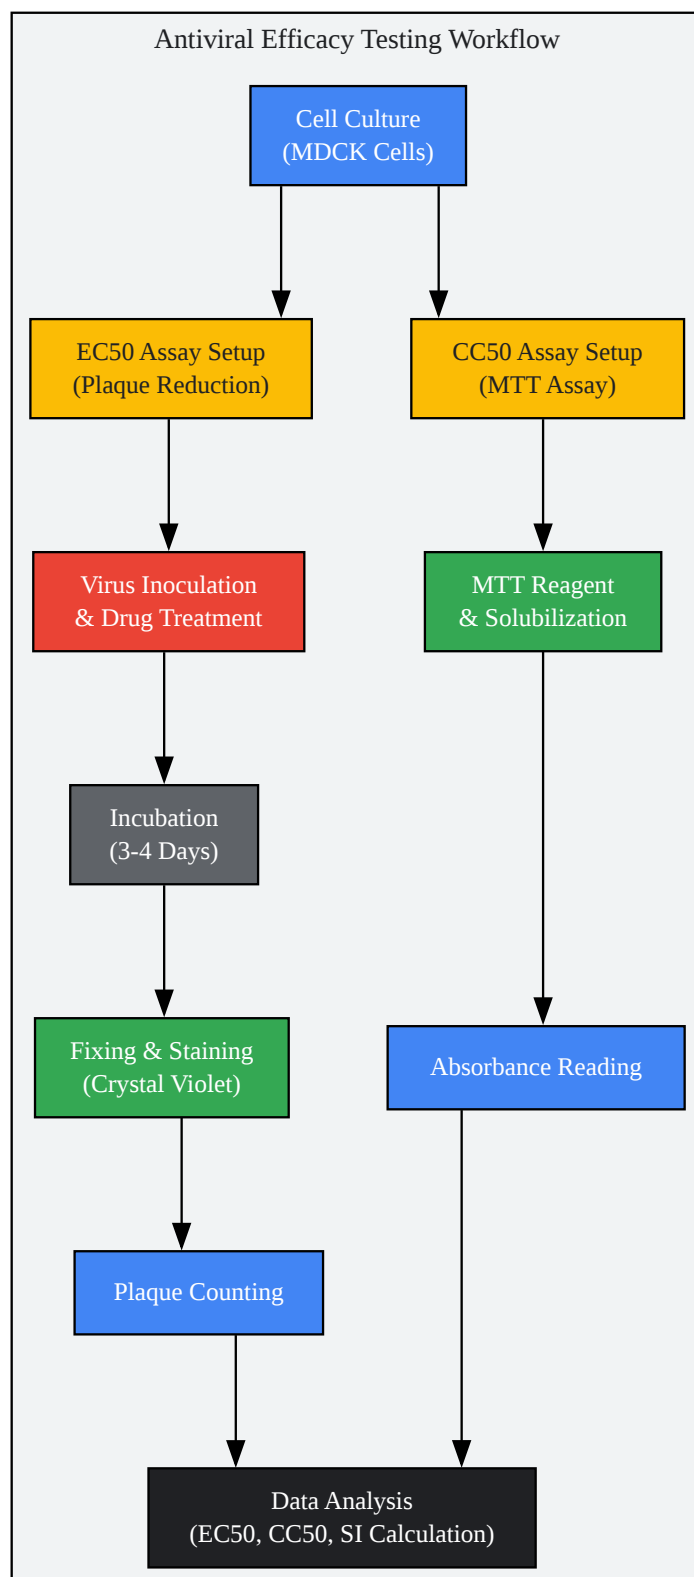 Antiviral Efficacy Testing Workflow
Cell Culture
(MDCK Cells)
EC50 Assay Setup
(Plaque Reduction)
CC50 Assay Setup
(MTT Assay)
Virus Inoculation
& Drug Treatment
MTT Reagent
& Solubilization
Incubation
(3-4 Days)
Fixing & Staining
(Crystal Violet)
Absorbance Reading
Plaque Counting
Data Analysis
(EC50, CC50, SI Calculation)